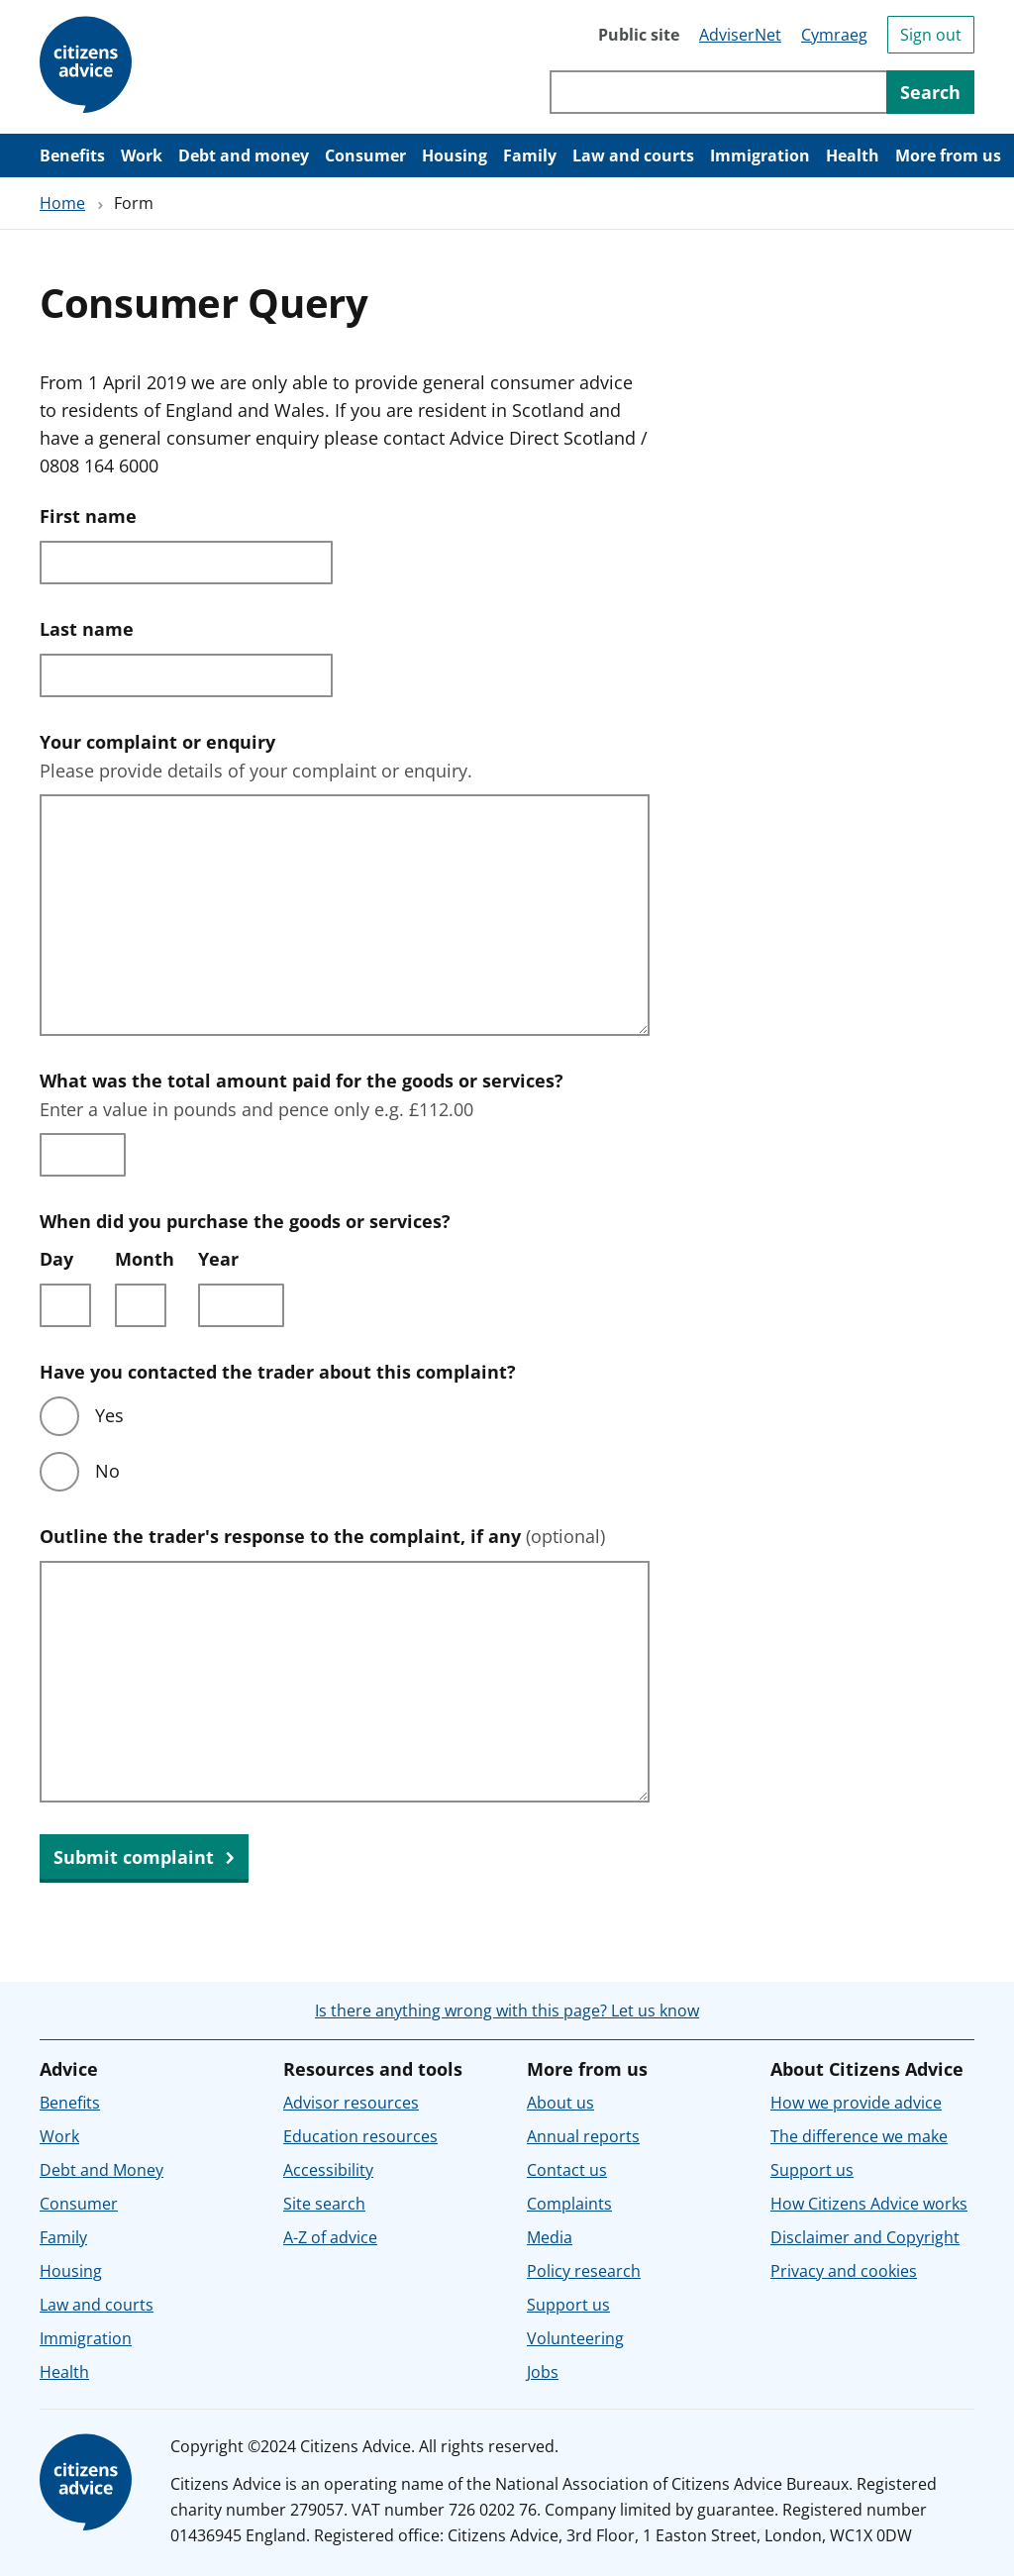 citizens
advice
Public site AdviserNet Cymraeg Sign out
Search
Benefits Work Debt and money Consumer Housing Family Law and courts Immigration Health More from us
Home › Form
Consumer Query
From 1 April 2019 we are only able to provide general consumer advice
to residents of England and Wales. If you are resident in Scotland and
have a general consumer enquiry please contact Advice Direct Scotland /
0808 164 6000
First name
Last name
Your complaint or enquiry
Please provide details of your complaint or enquiry.
What was the total amount paid for the goods or services?
Enter a value in pounds and pence only e.g. £112.00
When did you purchase the goods or services?
Day Month Year
Have you contacted the trader about this complaint?
Yes
No
Outline the trader's response to the complaint, if any (optional)
Submit complaint
Is there anything wrong with this page? Let us know
Advice
Benefits
Work
Debt and Money
Consumer
Family
Housing
Law and courts
Immigration
Health
Resources and tools
Advisor resources
Education resources
Accessibility
Site search
A-Z of advice
More from us
About us
Annual reports
Contact us
Complaints
Media
Policy research
Support us
Volunteering
Jobs
About Citizens Advice
How we provide advice
The difference we make
Support us
How Citizens Advice works
Disclaimer and Copyright
Privacy and cookies
citizens
advice
Copyright ©2024 Citizens Advice. All rights reserved.
Citizens Advice is an operating name of the National Association of Citizens Advice Bureaux. Registered
charity number 279057. VAT number 726 0202 76. Company limited by guarantee. Registered number
01436945 England. Registered office: Citizens Advice, 3rd Floor, 1 Easton Street, London, WC1X 0DW